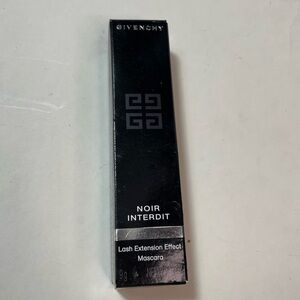 GIVENCHY
NOIR
INTERDIT
Lash Extension Effect
Mascara